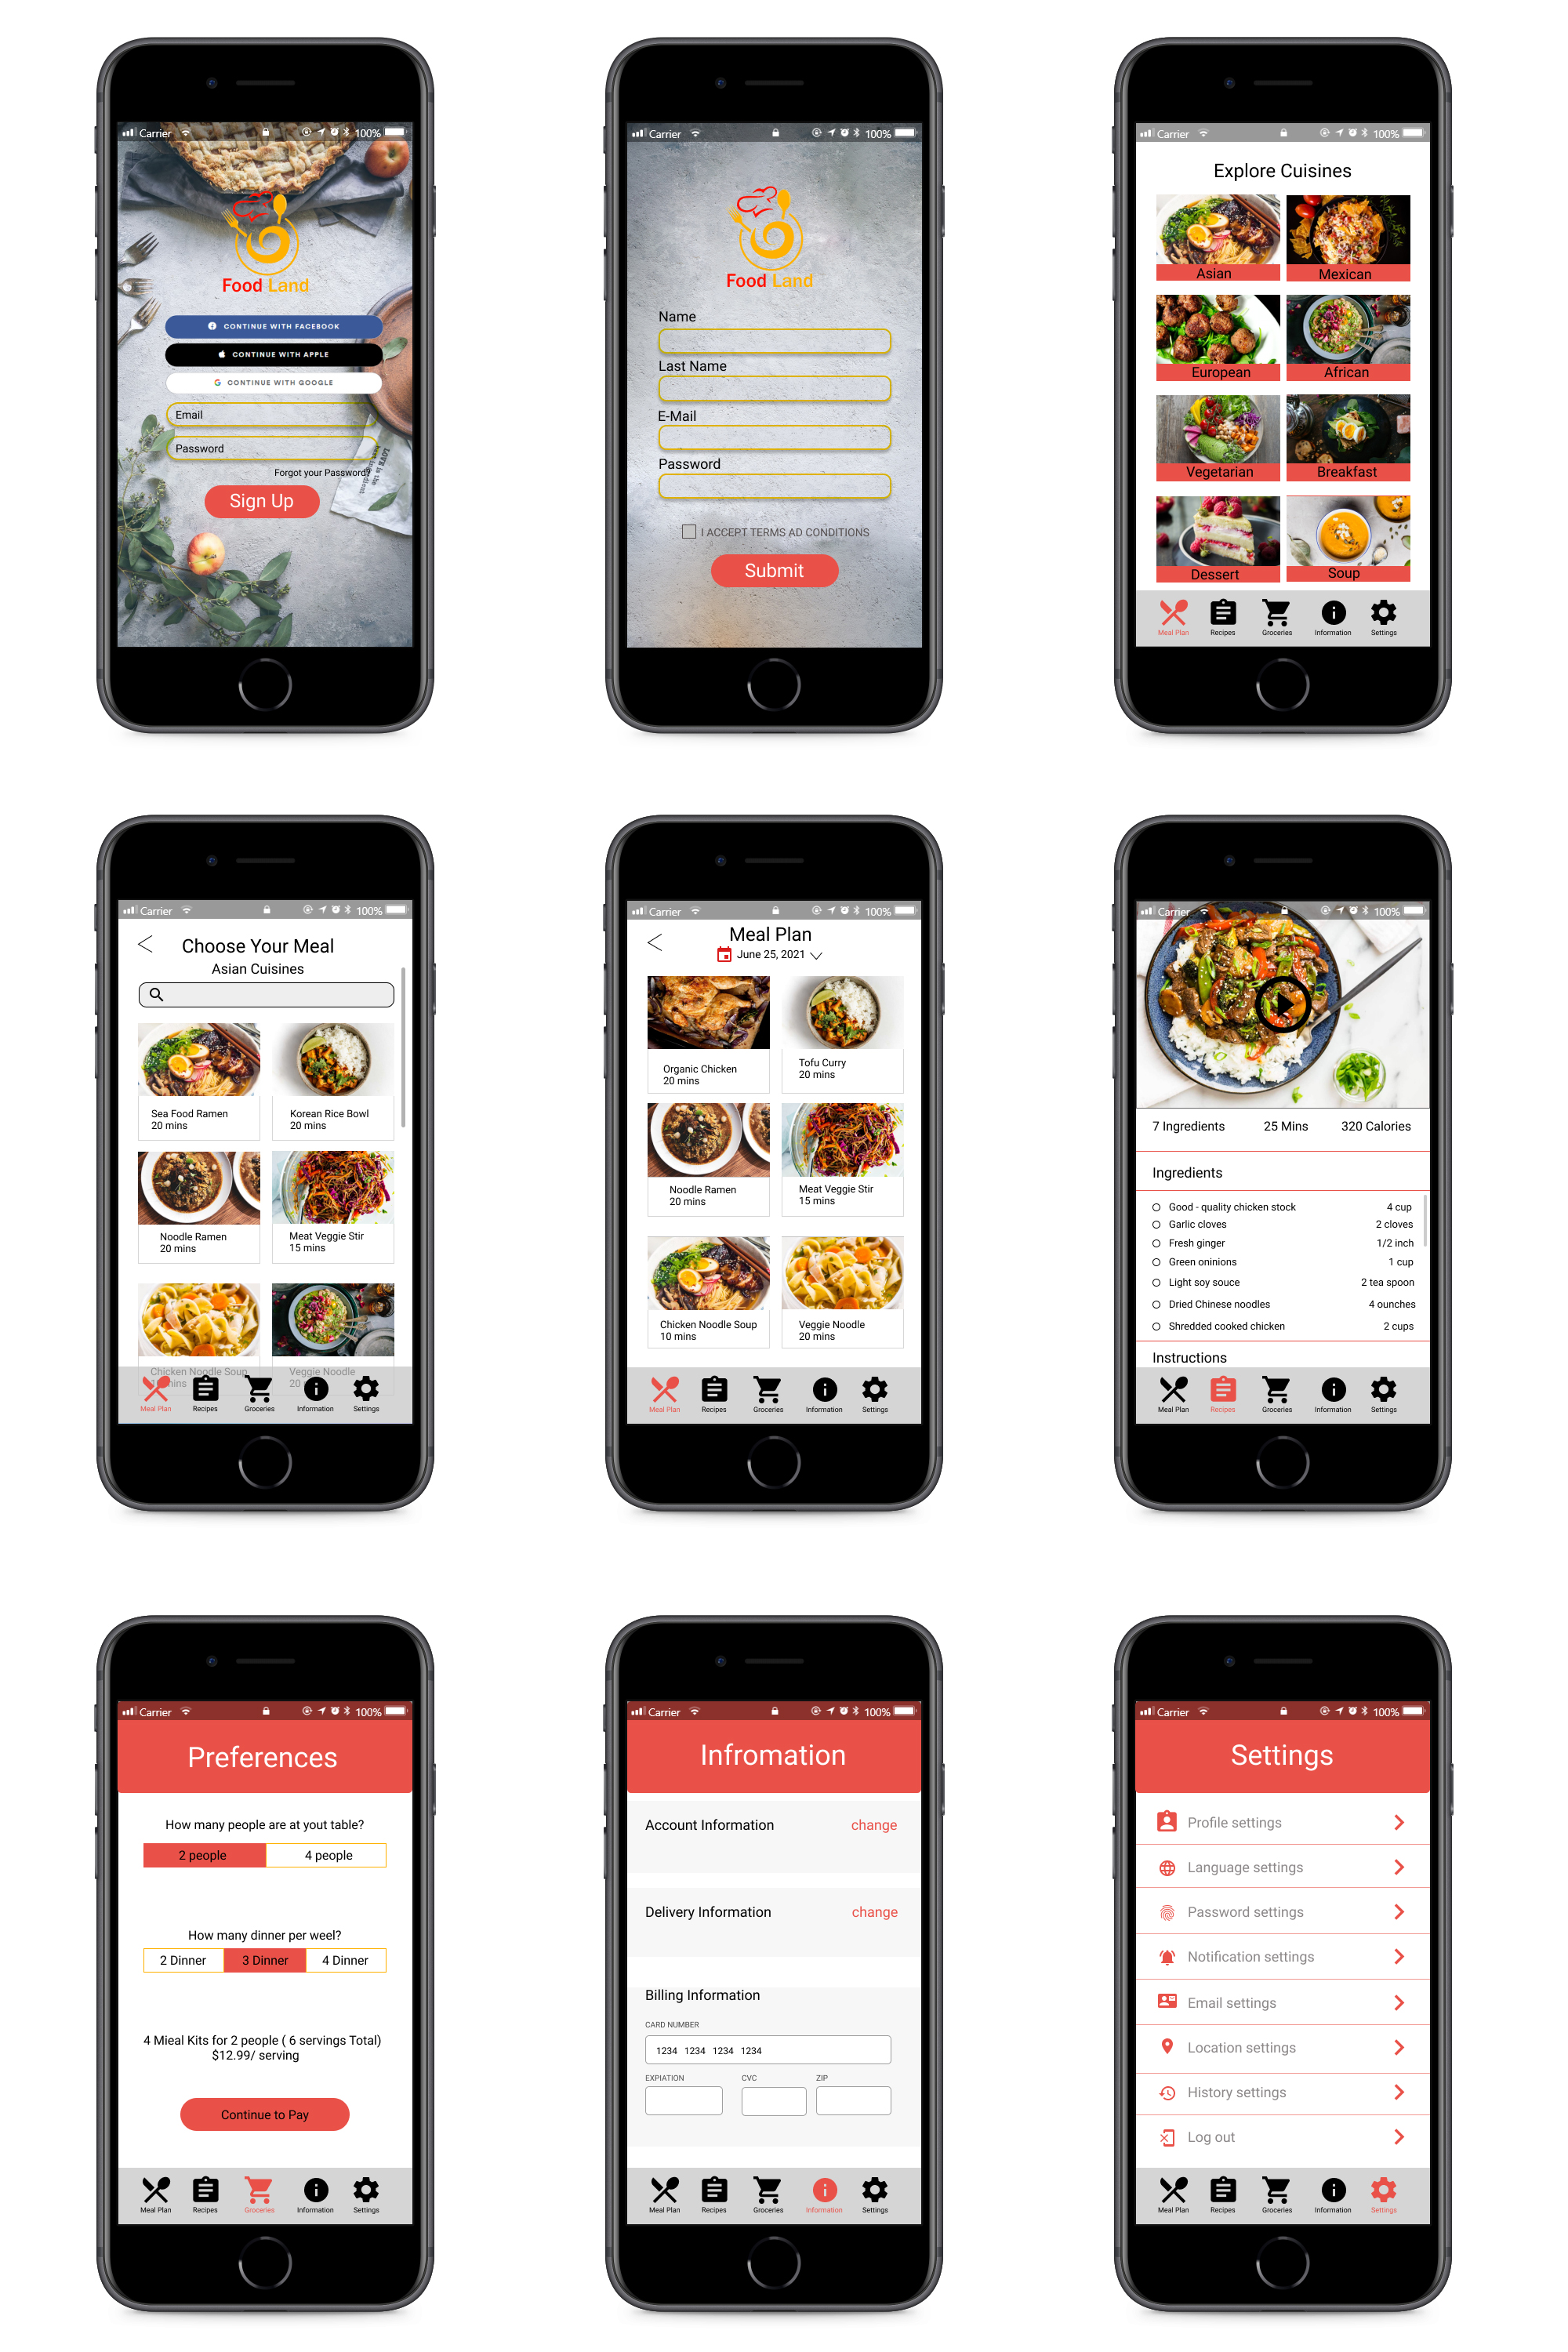 Carrier 100%
Food Land
CONTINUE WITH FACEBOOK
CONTINUE WITH APPLE
CONTINUE WITH GOOGLE
Email
Password
Forgot your Password?
Sign Up
LOVE is the
Carrier 100%
Food Land
Name
Last Name
E-Mail
Password
I ACCEPT TERMS AD CONDITIONS
Submit
Carrier 100%
Explore Cuisines
Asian Mexican
European African
Vegetarian Breakfast
Dessert Soup
Meal Plan Recipes Groceries Information Settings
Carrier 100%
Choose Your Meal
Asian Cuisines
Sea Food Ramen
20 mins
Korean Rice Bowl
20 mins
Noodle Ramen
20 mins
Meat Veggie Stir
15 mins
Chicken Noodle Soup
mins
Veggie Noodle
20
Meal Plan Recipes Groceries Information Settings
Carrier 100%
Meal Plan
June 25, 2021
Organic Chicken
20 mins
Tofu Curry
20 mins
Noodle Ramen
20 mins
Meat Veggie Stir
15 mins
Chicken Noodle Soup
10 mins
Veggie Noodle
20 mins
Meal Plan Recipes Groceries Information Settings
Carrier 100%
7 Ingredients 25 Mins 320 Calories
Ingredients
Good - quality chicken stock 4 cup
Garlic cloves 2 cloves
Fresh ginger 1/2 inch
Green oninions 1 cup
Light soy souce 2 tea spoon
Dried Chinese noodles 4 ounches
Shredded cooked chicken 2 cups
Instructions
Meal Plan Recipes Groceries Information Settings
Carrier 100%
Preferences
How many people are at yout table?
2 people 4 people
How many dinner per weel?
2 Dinner 3 Dinner 4 Dinner
4 Mieal Kits for 2 people ( 6 servings Total)
$12.99/ serving
Continue to Pay
Meal Plan Recipes Groceries Information Settings
Carrier 100%
Infromation
Account Information change
Delivery Information change
Billing Information
CARD NUMBER
1234 1234 1234 1234
EXPIATION CVC ZIP
Meal Plan Recipes Groceries Information Settings
Carrier 100%
Settings
Profile settings
Language settings
Password settings
Notification settings
Email settings
Location settings
History settings
Log out
Meal Plan Recipes Groceries Information Settings